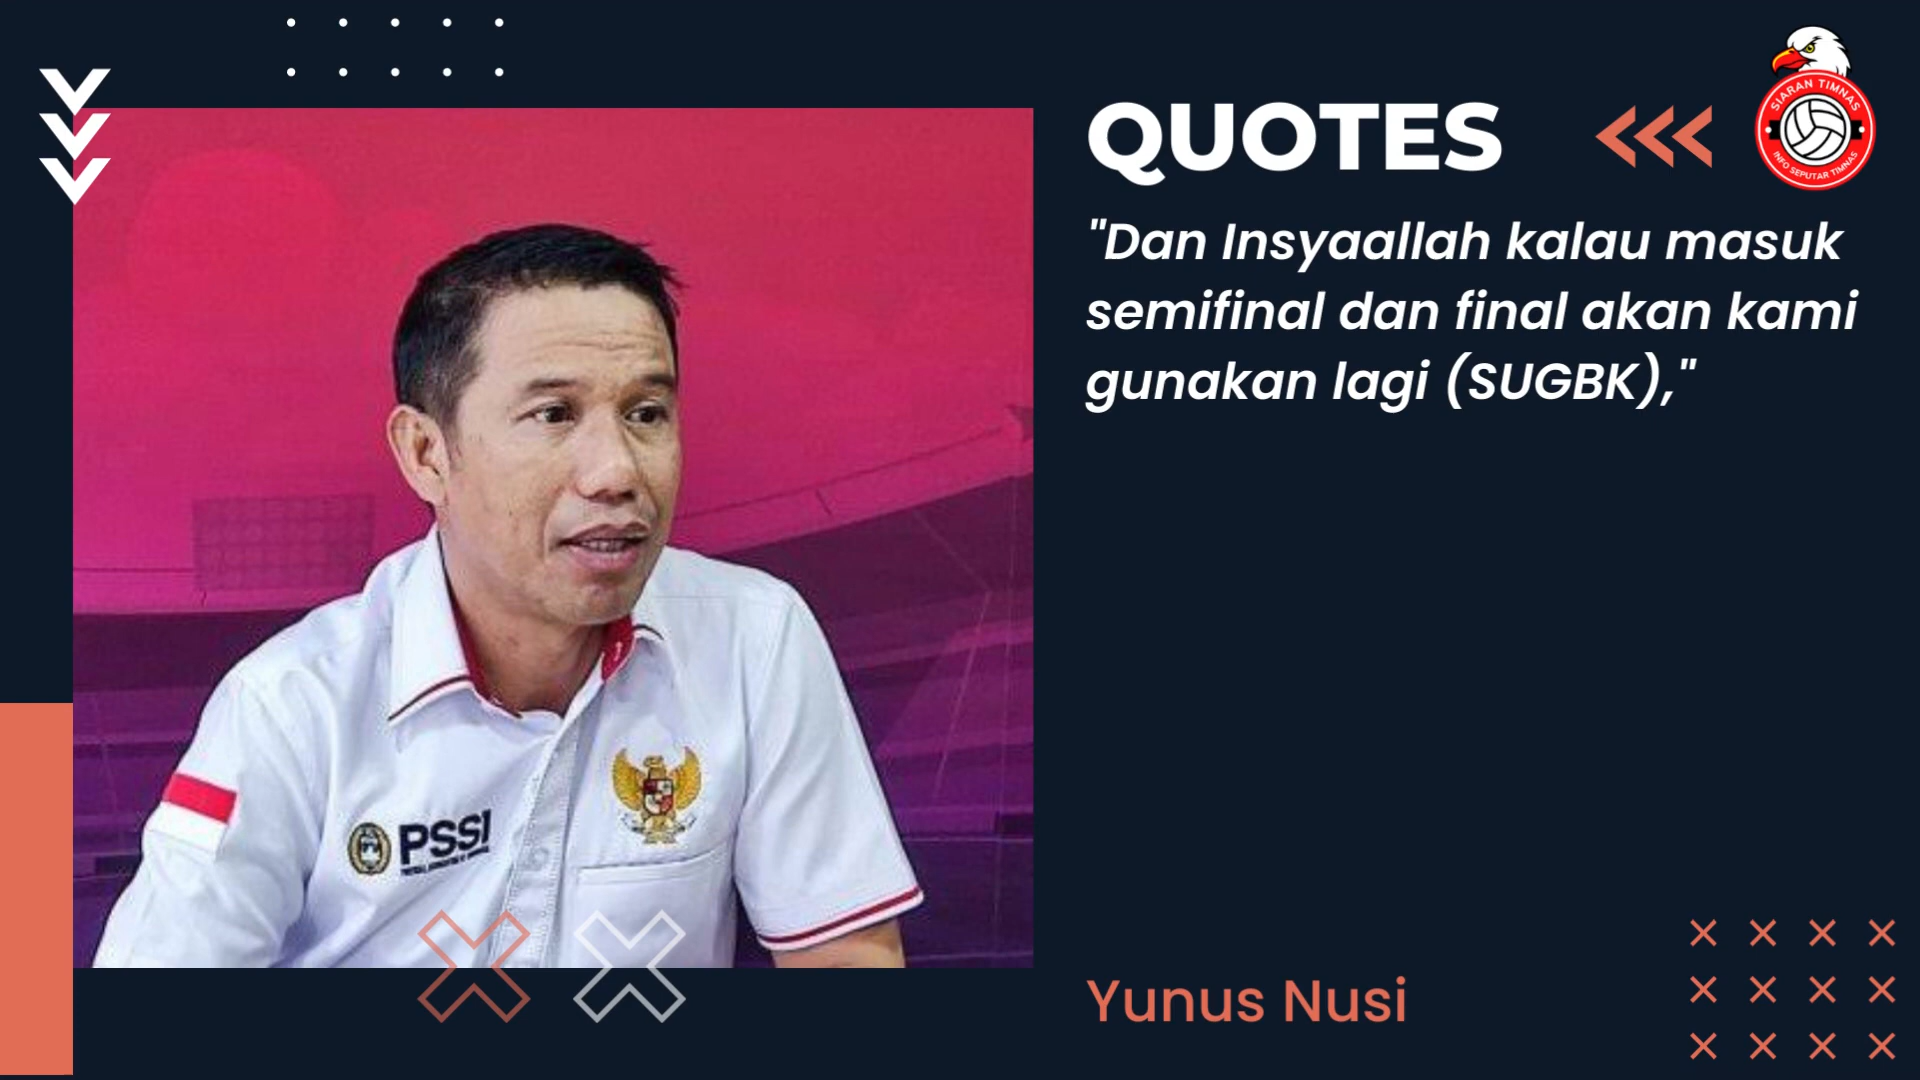 QUOTES
SIARAN TIMNAS
INFO SEPUTAR TIMNAS
"Dan Insyaallah kalau masuk
semifinal dan final akan kami
gunakan lagi (SUGBK),"
PSSI
Yunus Nusi